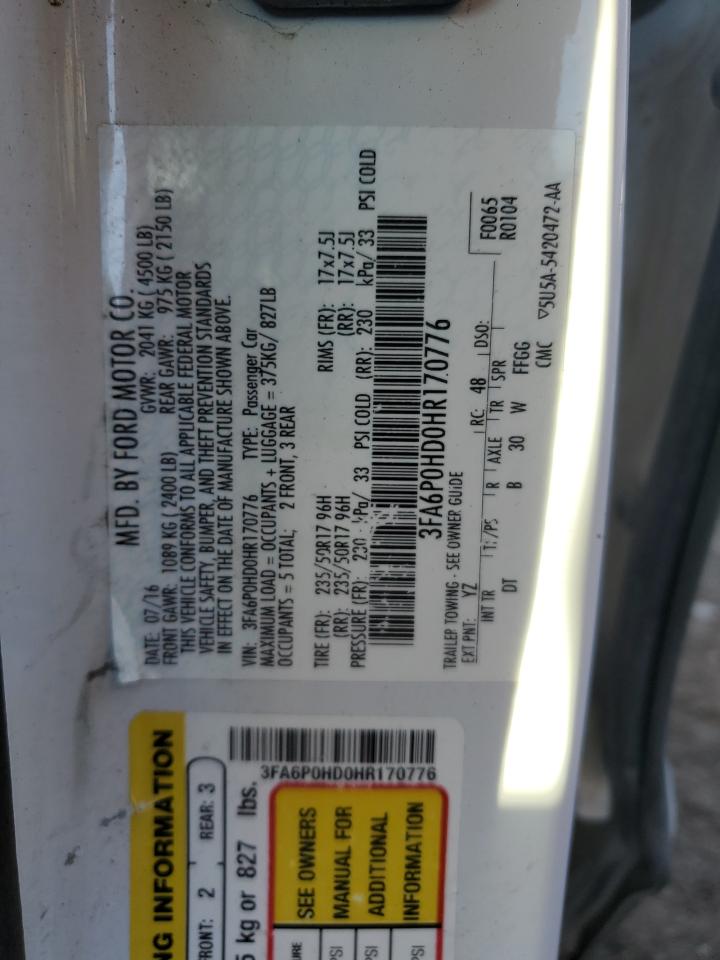 MFD. BY FORD MOTOR CO.
DATE: 07/16 GVWR: 2041 KG ( 4500 LB)
FRONT GAWR: 1089 KG ( 2400 LB) REAR GAWR: 975 KG ( 2150 LB)
THIS VEHICLE CONFORMS TO ALL APPLICABLE FEDERAL MOTOR
VEHICLE SAFETY, BUMPER, AND THEFT PREVENTION STANDARDS
IN EFFECT ON THE DATE OF MANUFACTURE SHOWN ABOVE.
VIN: 3FA6P0HD0HR170776 TYPE: Passenger Car
MAXIMUM LOAD = OCCUPANTS + LUGGAGE = 375KG/ 827LB
OCCUPANTS = 5 TOTAL; 2 FRONT, 3 REAR
TIRE (FR): 235/50R17 96H RIMS (FR): 17x7.5J
(RR): 235/50R17 96H (RR): 17x7.5J
PRESSURE (FR): 230 kPa/ 33 PSI COLD (RR): 230 kPa/ 33 PSI COLD
3FA6P0HD0HR170776
TRAILER TOWING - SEE OWNER GUIDE
EXT PNT: YZ RC: 48 DSO: F0065
INT TR T:/PS R AXLE TR SPR R0104
DT B 30 W FFGG
CMC ▽5U5A-5420472-AA
NG INFORMATION
FRONT: 2 REAR: 3
3FA6P0HD0HR170776
5 kg or 827 lbs.
SEE OWNERS
MANUAL FOR
ADDITIONAL
INFORMATION
PSI
PSI
PSI